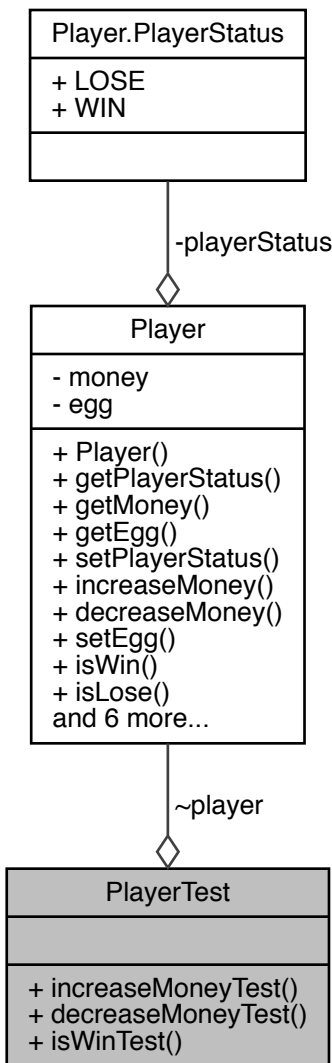 Player.PlayerStatus
+ LOSE
+ WIN
-playerStatus
Player
- money
- egg
+ Player()
+ getPlayerStatus()
+ getMoney()
+ getEgg()
+ setPlayerStatus()
+ increaseMoney()
+ decreaseMoney()
+ setEgg()
+ isWin()
+ isLose()
and 6 more...
~player
PlayerTest
+ increaseMoneyTest()
+ decreaseMoneyTest()
+ isWinTest()